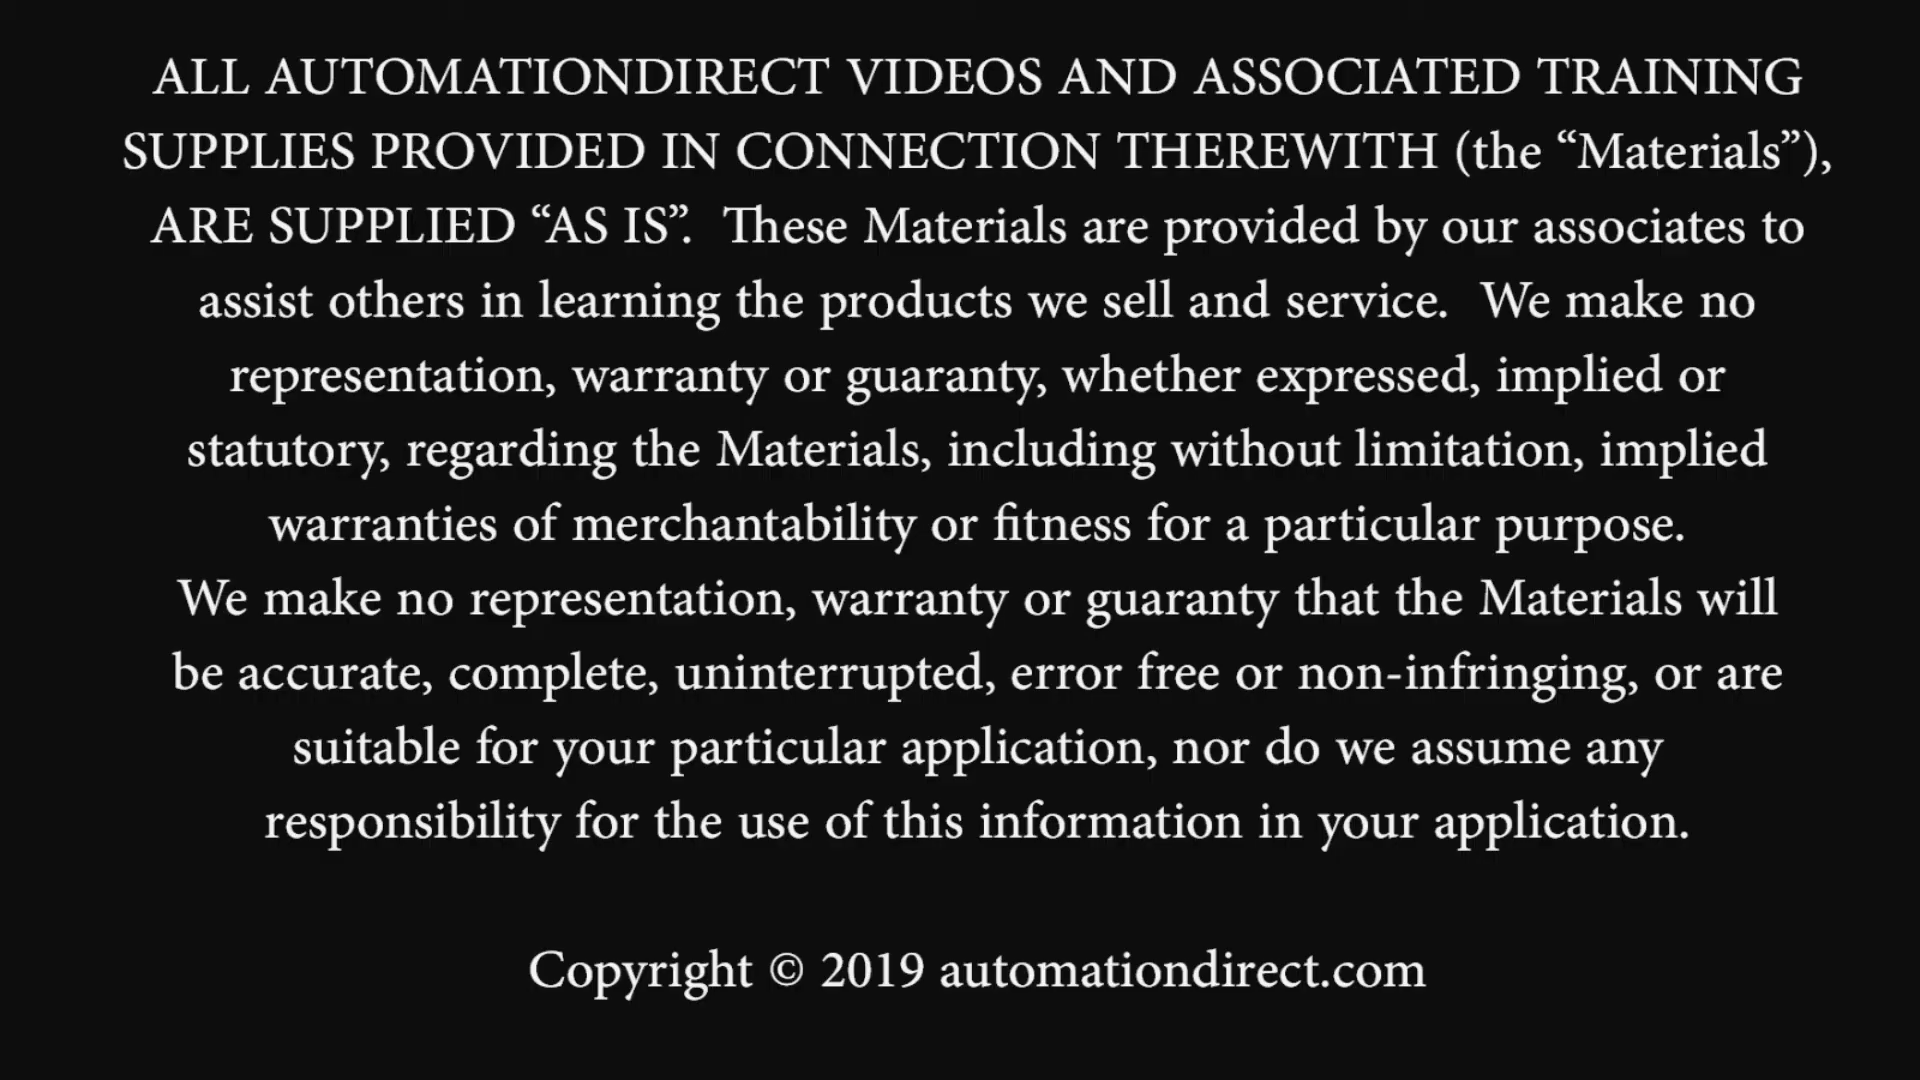 ALL AUTOMATIONDIRECT VIDEOS AND ASSOCIATED TRAINING
SUPPLIES PROVIDED IN CONNECTION THEREWITH (the “Materials”),
ARE SUPPLIED “AS IS”.  These Materials are provided by our associates to
assist others in learning the products we sell and service.  We make no
representation, warranty or guaranty, whether expressed, implied or
statutory, regarding the Materials, including without limitation, implied
warranties of merchantability or fitness for a particular purpose.
We make no representation, warranty or guaranty that the Materials will
be accurate, complete, uninterrupted, error free or non-infringing, or are
suitable for your particular application, nor do we assume any
responsibility for the use of this information in your application.
Copyright © 2019 automationdirect.com